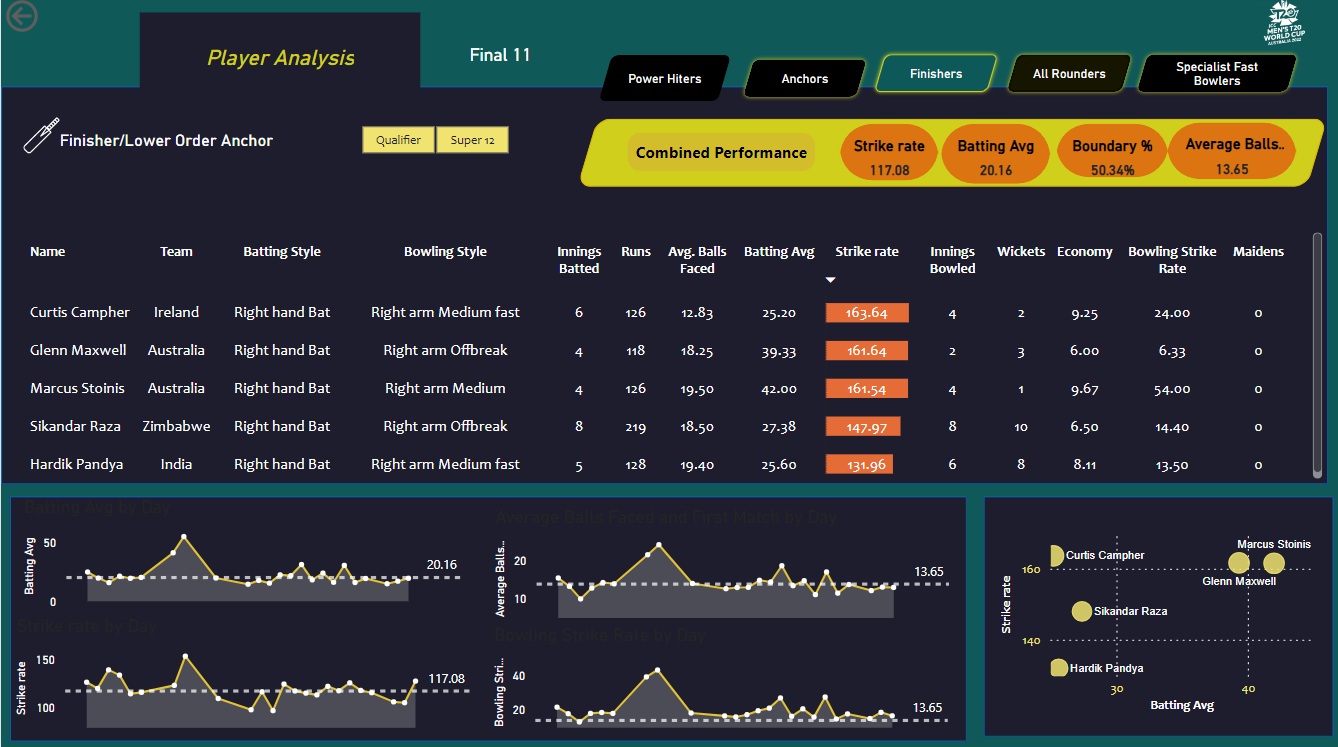 Player Analysis
Final 11
ICC
MEN'S T20
WORLD CUP
AUSTRALIA 2022
Power Hiters
Anchors
Finishers
All Rounders
Specialist Fast
Bowlers
Finisher/Lower Order Anchor
Qualifier
Super 12
Combined Performance
Strike rate
117.08
Batting Avg
20.16
Boundary %
50.34%
Average Balls..
13.65
Name Team Batting Style Bowling Style Innings Batted Runs Avg. Balls Faced Batting Avg Strike rate Innings Bowled Wickets Economy Bowling Strike Rate Maidens
Curtis Campher Ireland Right hand Bat Right arm Medium fast 6 126 12.83 25.20 163.64 4 2 9.25 24.00 0
Glenn Maxwell Australia Right hand Bat Right arm Offbreak 4 118 18.25 39.33 161.64 2 3 6.00 6.33 0
Marcus Stoinis Australia Right hand Bat Right arm Medium 4 126 19.50 42.00 161.54 4 1 9.67 54.00 0
Sikandar Raza Zimbabwe Right hand Bat Right arm Offbreak 8 219 18.50 27.38 147.97 8 10 6.50 14.40 0
Hardik Pandya India Right hand Bat Right arm Medium fast 5 128 19.40 25.60 131.96 6 8 8.11 13.50 0
Batting Avg by Day
Batting Avg
50
0
20.16
Strike rate by Day
Strike rate
150
100
117.08
Average Balls Faced and First Match by Day
Average Balls..
20
10
13.65
Bowling Strike Rate by Day
Bowling Stri...
40
20
13.65
Strike rate
160
140
Curtis Campher
Marcus Stoinis
Glenn Maxwell
Sikandar Raza
Hardik Pandya
30
40
Batting Avg